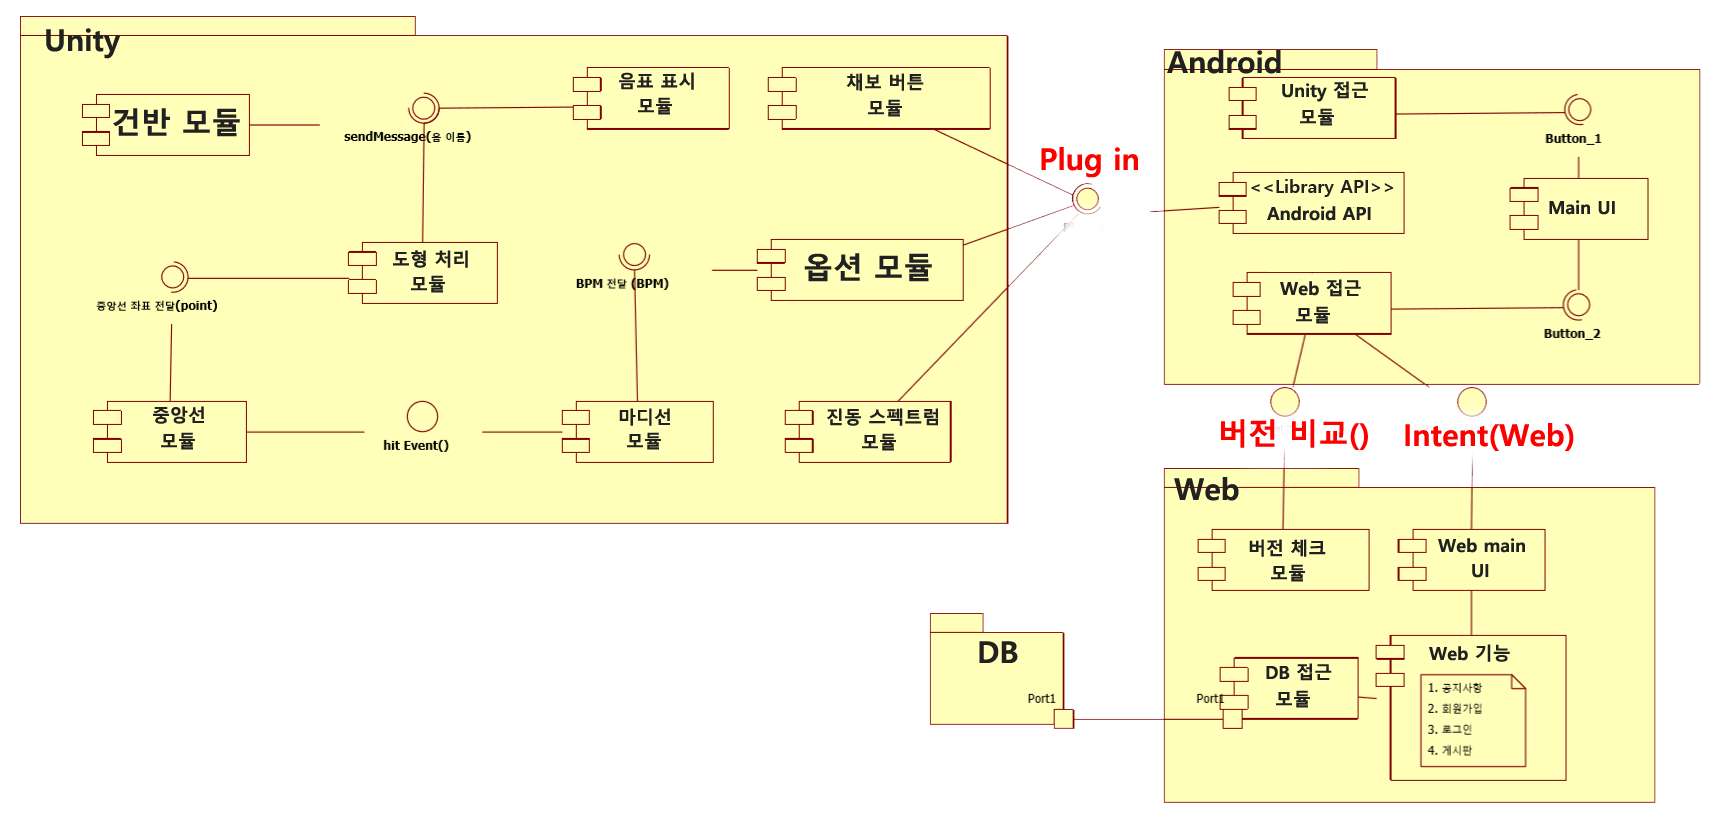 Unity
건반 모듈
sendMessage(음 이름)
음표 표시
모듈
채보 버튼
모듈
도형 처리
모듈
중앙선 좌표 전달(point)
BPM 전달 (BPM)
옵션 모듈
중앙선
모듈
hit Event()
마디선
모듈
진동 스펙트럼
모듈
Plug in
Android
Unity 접근
모듈
Button_1
<<Library API>>
Android API
Main UI
Web 접근
모듈
Button_2
버전 비교()
Intent(Web)
Web
버전 체크
모듈
Web main
UI
DB
Port1
Port1
DB 접근
모듈
Web 기능
1. 공지사항
2. 회원가입
3. 로그인
4. 게시판